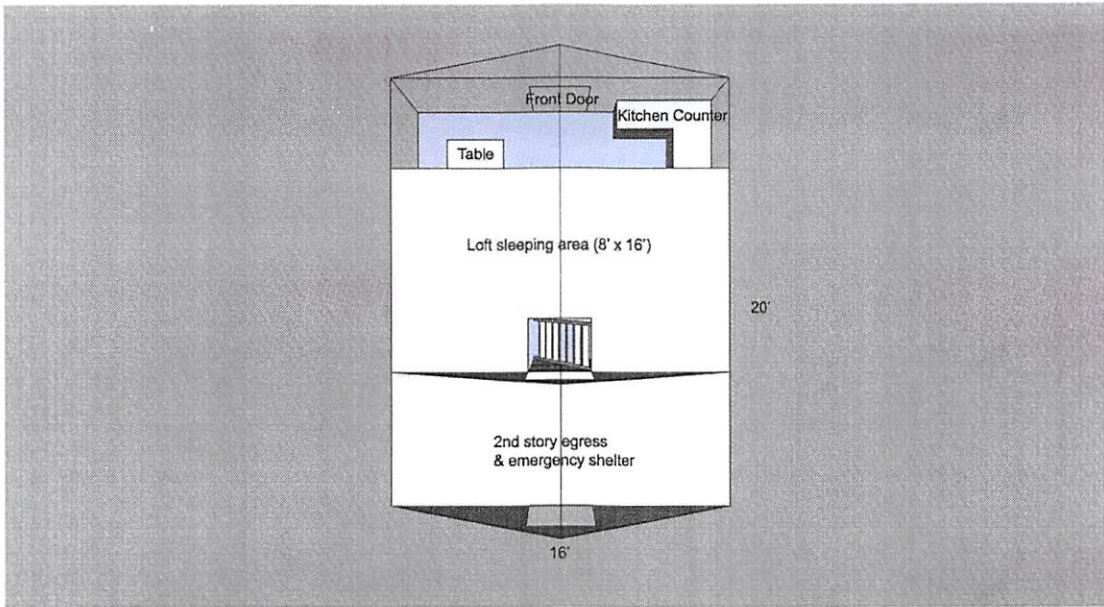 Front Door
Kitchen Counter
Table
Loft sleeping area (8' x 16')
20'
2nd story egress
& emergency shelter
16'